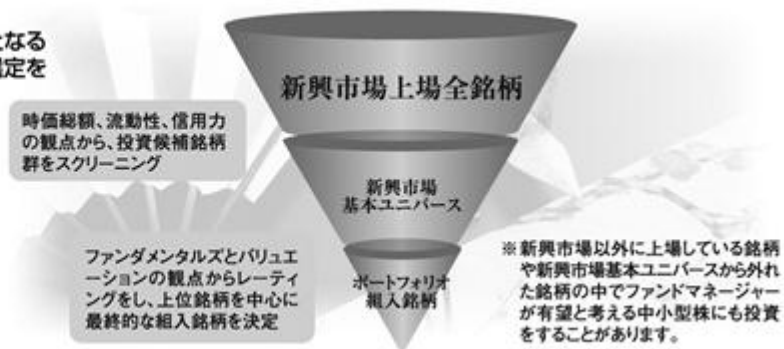 となる
選定を
新興市場上場全銘柄
時価総額、流動性、信用力
の観点から、投資候補銘柄
群をスクリーニング
新興市場
基本ユニバース
ファンダメンタルズとバリュエ
ーションの観点からレーティ
ングをし、上位銘柄を中心に
最終的な組入銘柄を決定
ポートフォリオ
組入銘柄
※新興市場以外に上場している銘柄
や新興市場基本ユニバースから外れ
た銘柄の中でファンドマネージャー
が有望と考える中小型株にも投資
をすることがあります。